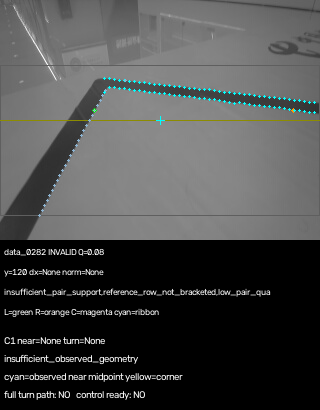 data_0282 INVALID Q=0.08
y=120 dx=None norm=None
insufficient_pair_support,reference_row_not_bracketed,low_pair_qua
L=green R=orange C=magenta cyan=ribbon
C1 near=None turn=None
insufficient_observed_geometry
cyan=observed near midpoint yellow=corner
full turn path: NO control ready: NO